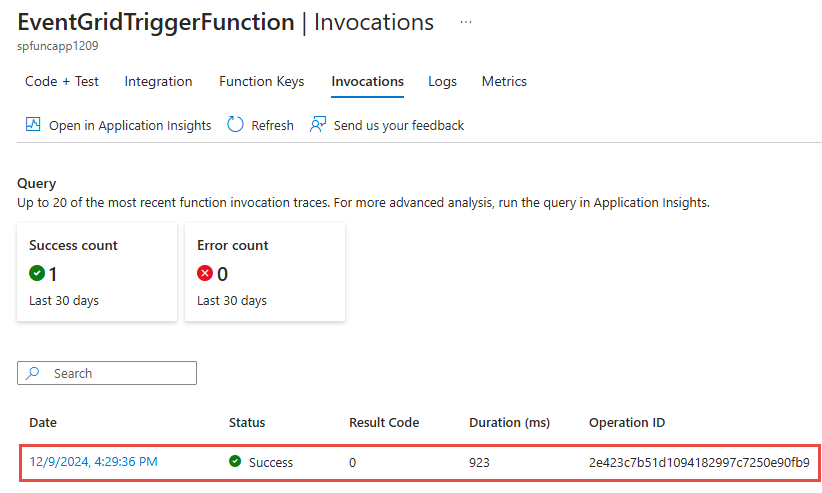 EventGridTriggerFunction | Invocations ...
spfuncapp1209
Code + Test Integration Function Keys Invocations Logs Metrics
Open in Application Insights Refresh Send us your feedback
Query
Up to 20 of the most recent function invocation traces. For more advanced analysis, run the query in Application Insights.
Success count Error count
1 0
Last 30 days Last 30 days
Search
Date Status Result Code Duration (ms) Operation ID
12/9/2024, 4:29:36 PM Success 0 923 2e423c7b51d1094182997c7250e90fb9